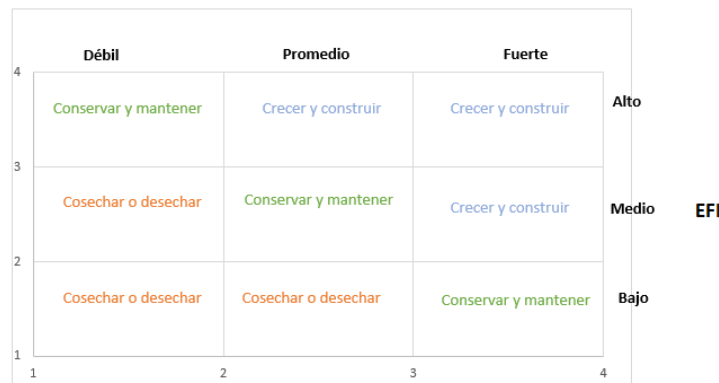 Débil Promedio Fuerte
4
Conservar y mantener Crecer y construir Crecer y construir Alto
3
Cosechar o desechar Conservar y mantener Crecer y construir Medio
2
Cosechar o desechar Cosechar o desechar Conservar y mantener Bajo
1
1 2 3 4